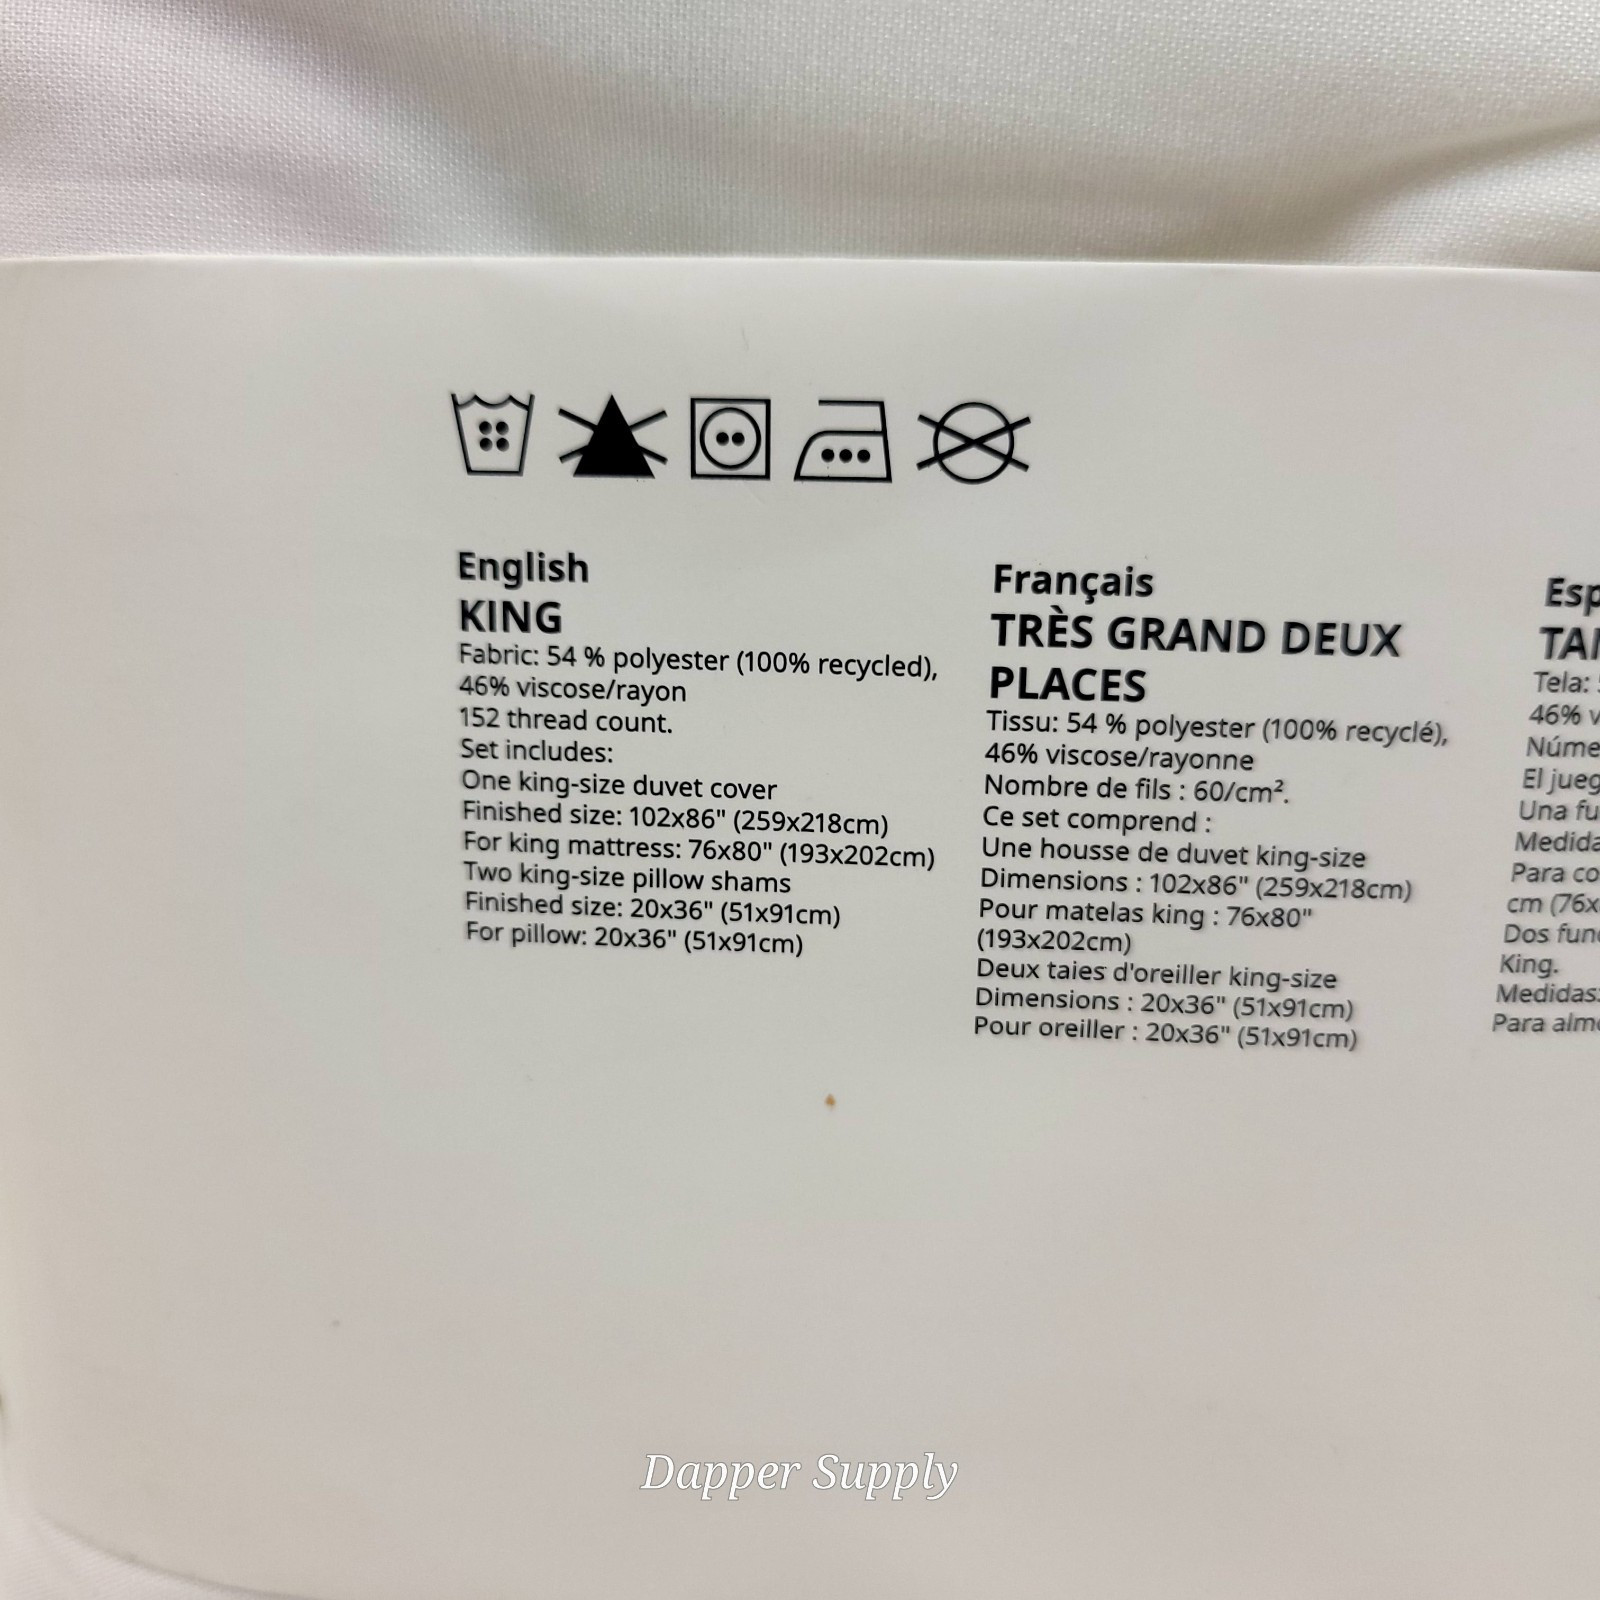 English
KING
Fabric: 54 % polyester (100% recycled),
46% viscose/rayon
152 thread count.
Set includes:
One king-size duvet cover
Finished size: 102x86" (259x218cm)
For king mattress: 76x80" (193x202cm)
Two king-size pillow shams
Finished size: 20x36" (51x91cm)
For pillow: 20x36" (51x91cm)
Français
TRÈS GRAND DEUX
PLACES
Tissu: 54 % polyester (100% recyclé),
46% viscose/rayonne
Nombre de fils : 60/cm².
Ce set comprend :
Une housse de duvet king-size
Dimensions : 102x86" (259x218cm)
Pour matelas king : 76x80"
(193x202cm)
Deux taies d'oreiller king-size
Dimensions : 20x36" (51x91cm)
Pour oreiller : 20x36" (51x91cm)
Tela:
46%
El
Una
Para
cm
Dos
King.
Medidas:
Para
Dapper Supply